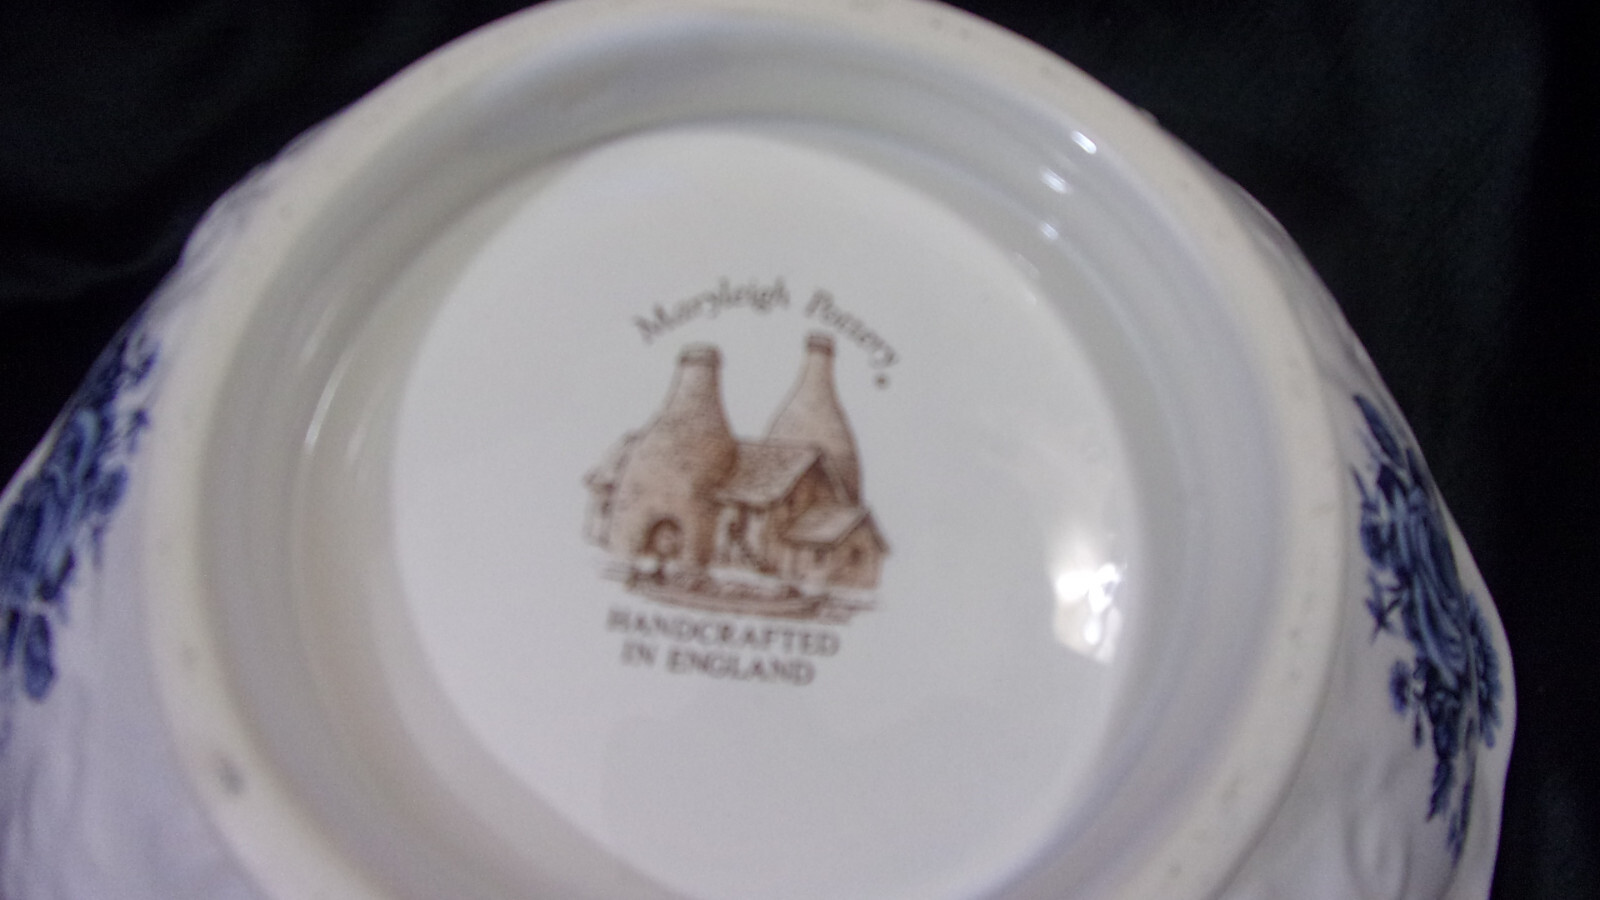 Maryleigh Pottery.
HANDCRAFTED
IN ENGLAND